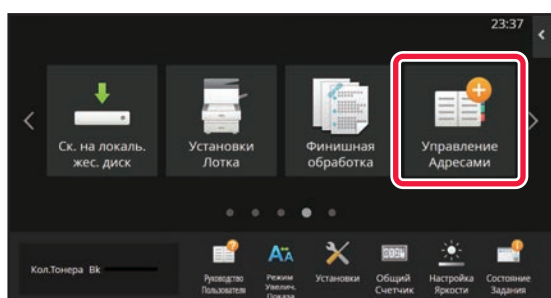 23:37
Ск. на локаль.
жес. диск
Установки
Лотка
Финишная
обработка
Управление
Адресами
Кол.Тонера Bk
Руководство
Пользователя
Режим
Увелич.
Показа
Установки
Общий
Счетчик
Настройка
Яркости
Состояние
Задания